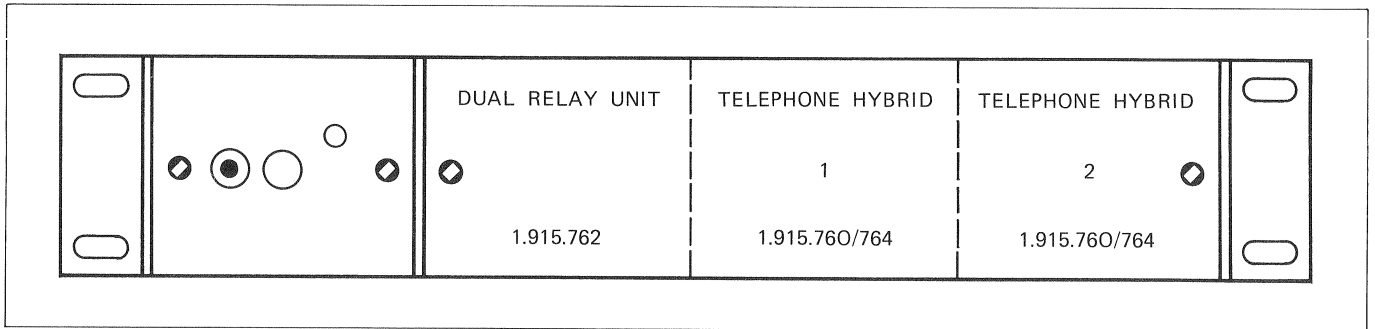 DUAL RELAY UNIT
1.915.762
TELEPHONE HYBRID
1
1.915.760/764
TELEPHONE HYBRID
2
1.915.760/764